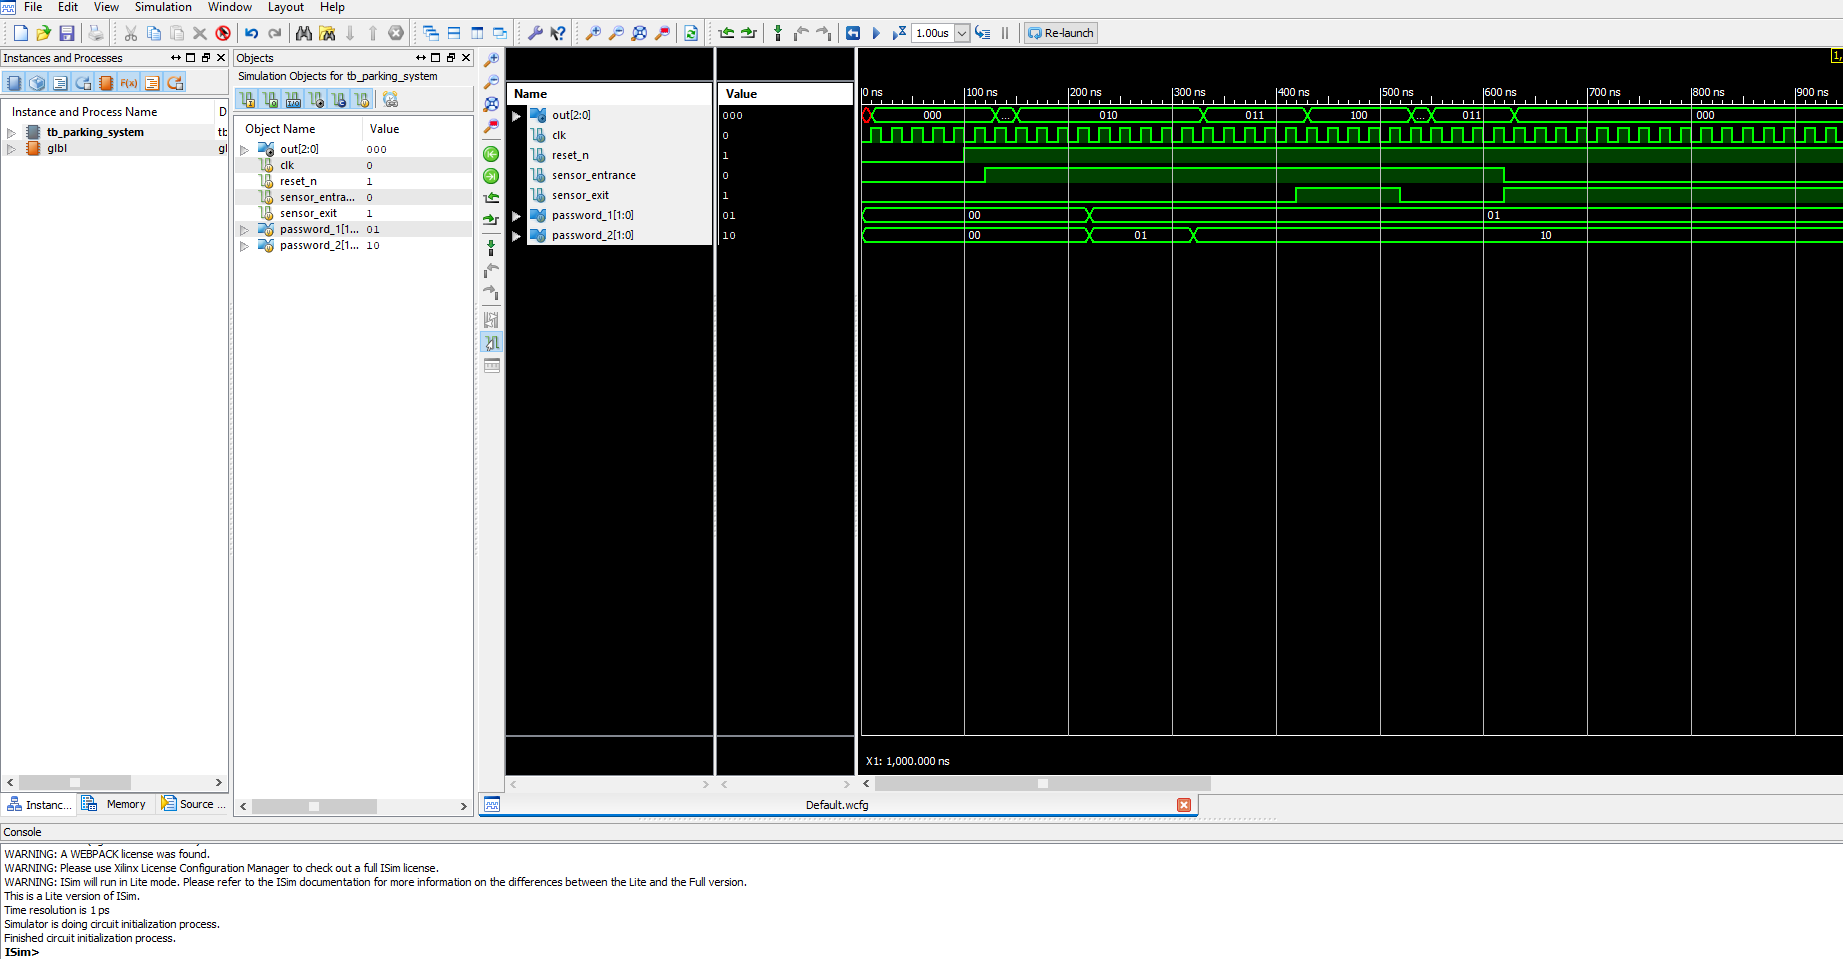 File Edit View Simulation Window Layout Help
1.00us Re-launch
Instances and Processes
Instance and Process Name D
tb_parking_system tb
glbl gl
Instanc... Memory Source ...
Objects
Simulation Objects for tb_parking_system
Object Name Value
out[2:0] 000
clk 0
reset_n 1
sensor_entra... 0
sensor_exit 1
password_1[1... 01
password_2[1... 10
Name Value
out[2:0] 000
clk 0
reset_n 1
sensor_entrance 0
sensor_exit 1
password_1[1:0] 01
password_2[1:0] 10
1,
0 ns 100 ns 200 ns 300 ns 400 ns 500 ns 600 ns 700 ns 800 ns 900 ns
000 ... 010 011 100 ... 011 000
00 01
00 01 10
X1: 1,000.000 ns
Default.wcfg
Console
WARNING: A WEBPACK license was found.
WARNING: Please use Xilinx License Configuration Manager to check out a full ISim license.
WARNING: ISim will run in Lite mode. Please refer to the ISim documentation for more information on the differences between the Lite and the Full version.
This is a Lite version of ISim.
Time resolution is 1 ps
Simulator is doing circuit initialization process.
Finished circuit initialization process.
ISim>